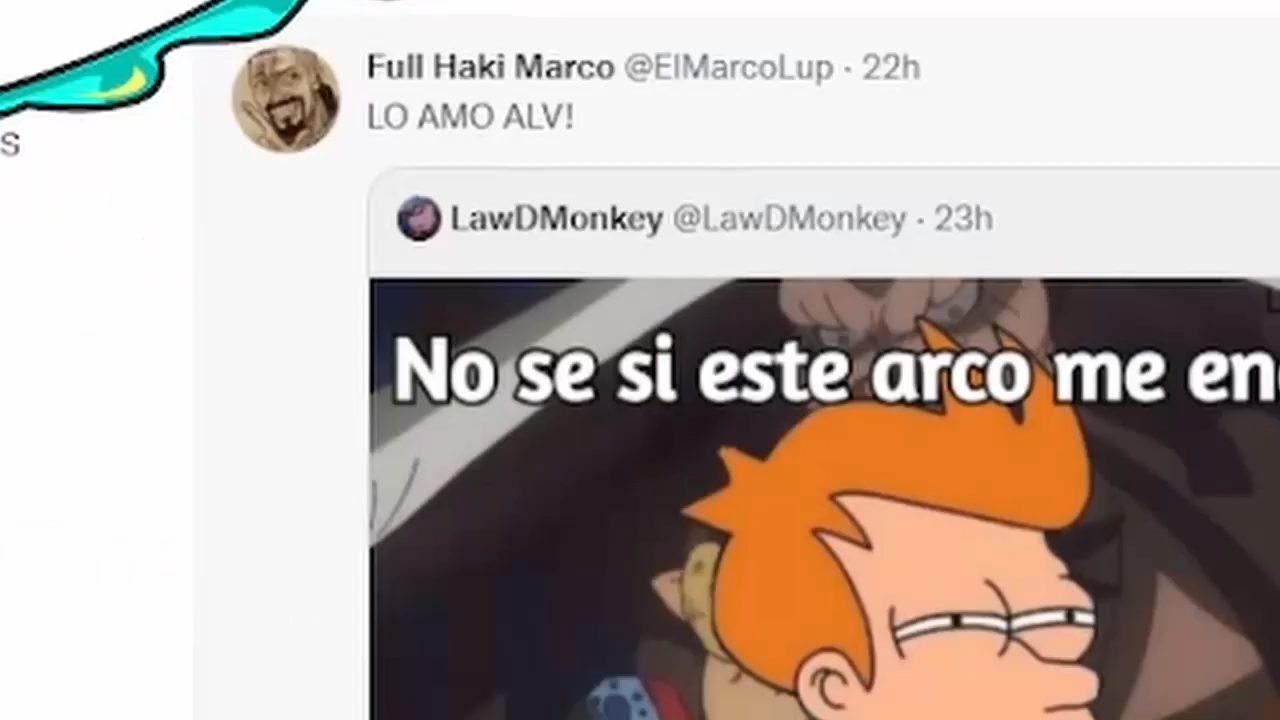 Full Haki Marco @ElMarcoLup · 22h
LO AMO ALV!
s
LawDMonkey @LawDMonkey · 23h
No se si este arco me en